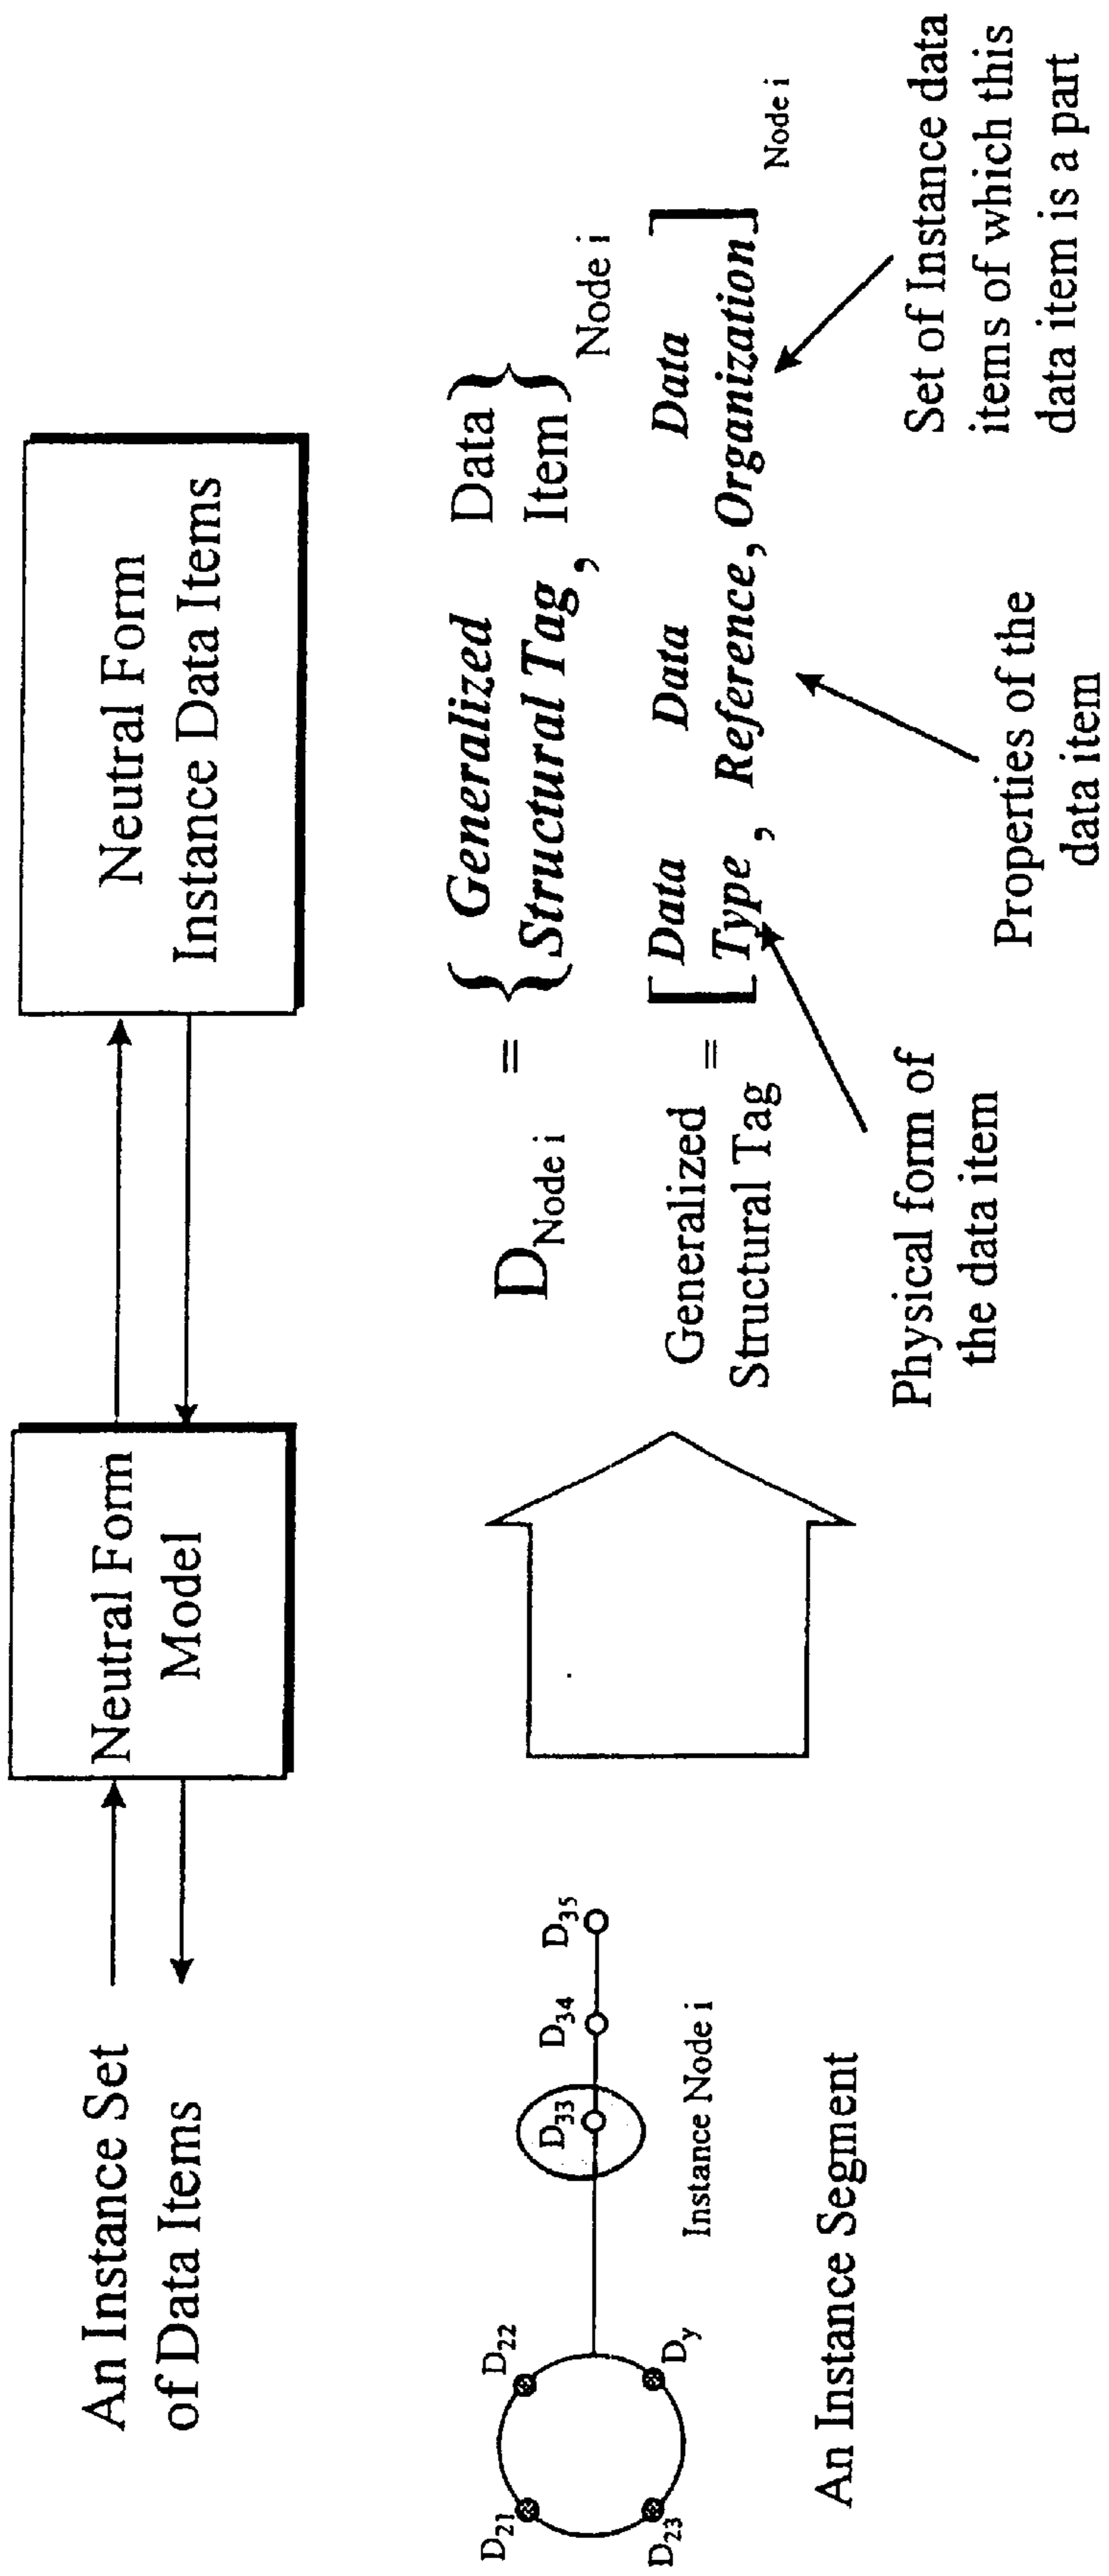 An Instance Set
of Data Items
Neutral Form
Model
Neutral Form
Instance Data Items
D21
D22
D23
Dy
D33
D34
D35
Instance Node i
An Instance Segment
D Node i = { Generalized Structural Tag , Data Item } Node i
Generalized
Structural Tag
= [ Data Type , Data Reference , Data Organization ] Node i
Physical form of
the data item
Properties of the
data item
Set of Instance data
items of which this
data item is a part